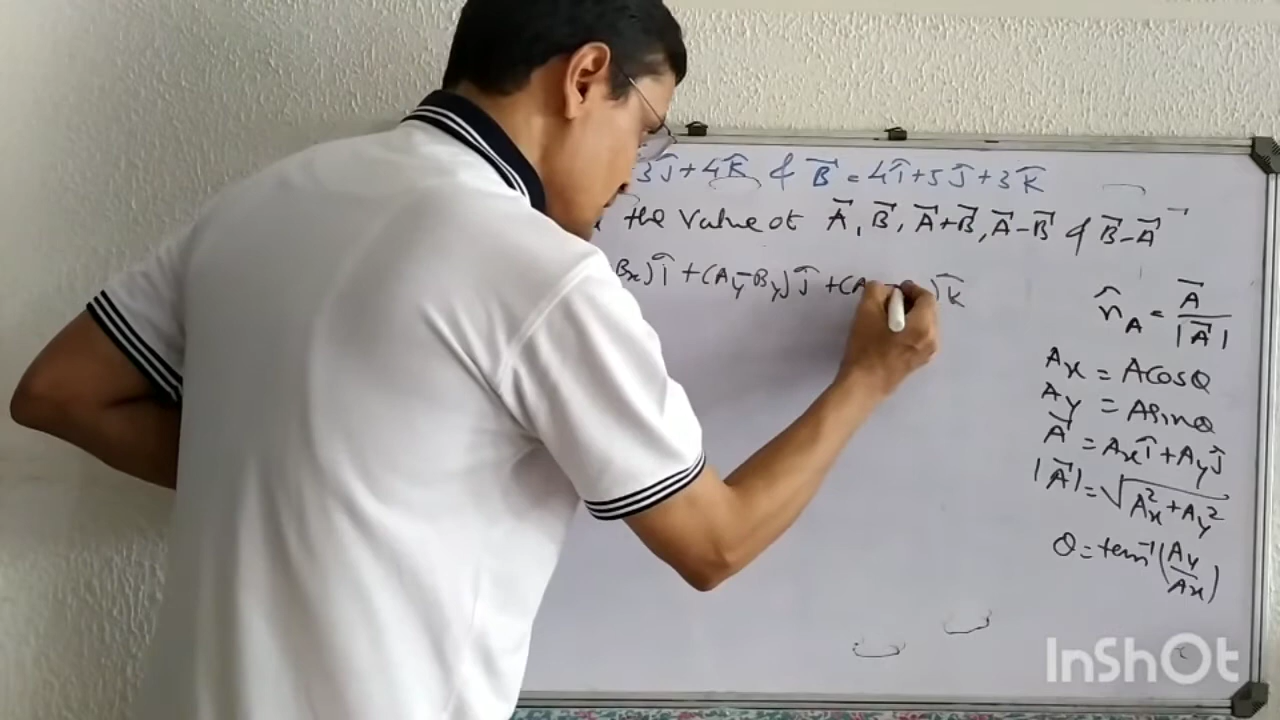 3ĵ+4k̂ & B⃗ = 4î+5ĵ+3k̂
the value of A⃗, B⃗, A⃗+B⃗, A⃗-B⃗ & B⃗-A⃗
Bx)î +(Ay-By)ĵ +(A )k̂
n̂A = A⃗/|A⃗|
Ax = Acosθ
Ay = Asinθ
A⃗ = Axî+Ayĵ
|A⃗|=√Ax²+Ay²
θ=tan⁻¹(Ay/Ax)
InShOt